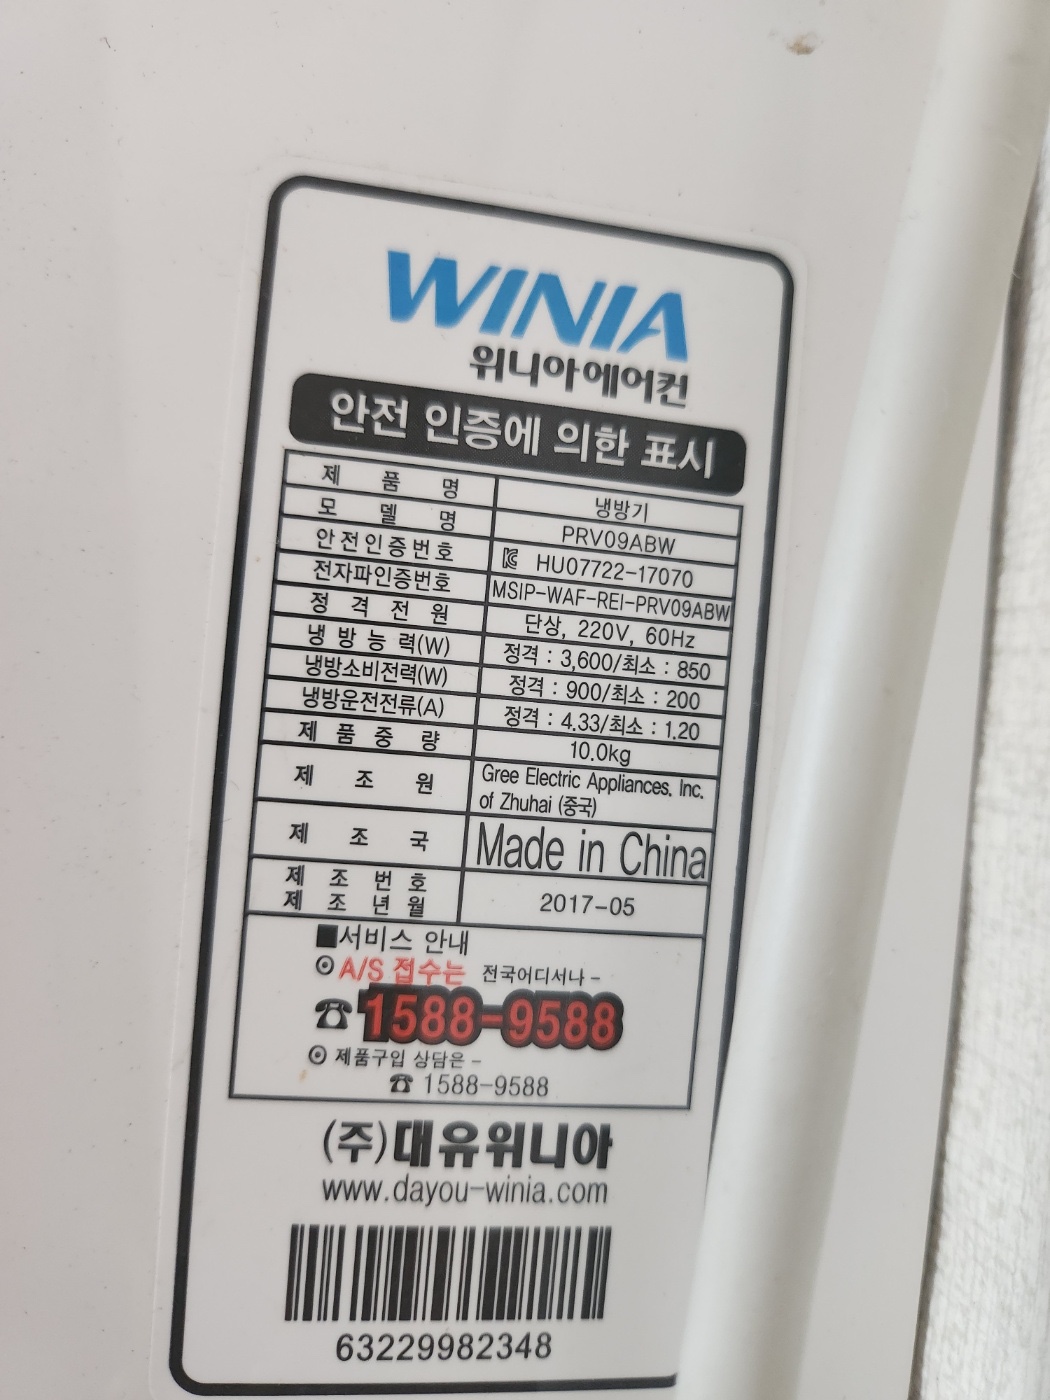 WINIA
위니아에어컨
안전 인증에 의한 표시
제 품 명 냉방기
모 델 명 PRV09ABW
안전인증번호 HU07722-17070
전자파인증번호 MSIP-WAF-REI-PRV09ABW
정 격 전 원 단상, 220V, 60Hz
냉 방 능 력(W) 정격 : 3,600/최소 : 850
냉방소비전력(W) 정격 : 900/최소 : 200
냉방운전전류(A) 정격 : 4.33/최소 : 1.20
제 품 중 량 10.0kg
제 조 원 Gree Electric Appliances, Inc.
of Zhuhai (중국)
제 조 국 Made in China
제 조 번 호
제 조 년 월 2017-05
■서비스 안내
⊙ A/S 접수는 전국어디서나 -
☎ 1588-9588
⊙ 제품구입 상담은 -
☎ 1588-9588
(주)대유위니아
www.dayou-winia.com
63229982348